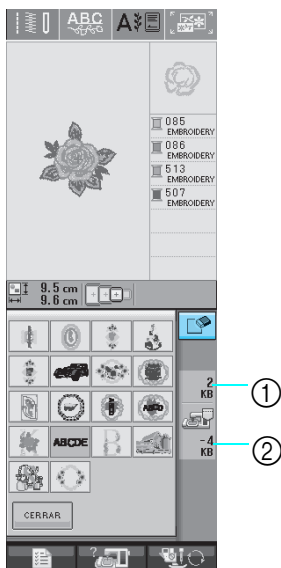 ABC
A
085
EMBROIDERY
086
EMBROIDERY
513
EMBROIDERY
507
EMBROIDERY
9.5 cm
9.6 cm
2
KB
①
-4
KB
②
ABCD
ABCDE
B
CERRAR
?